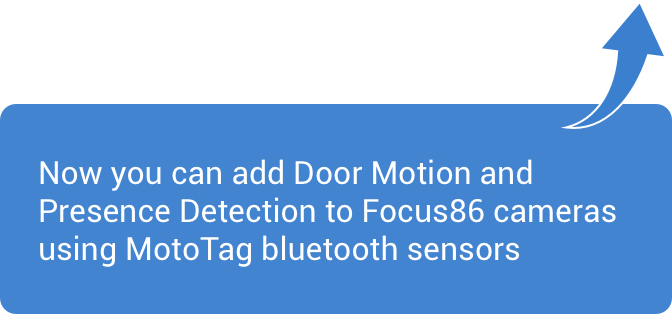 Now you can add Door Motion and
Presence Detection to Focus86 cameras
using MotoTag bluetooth sensors